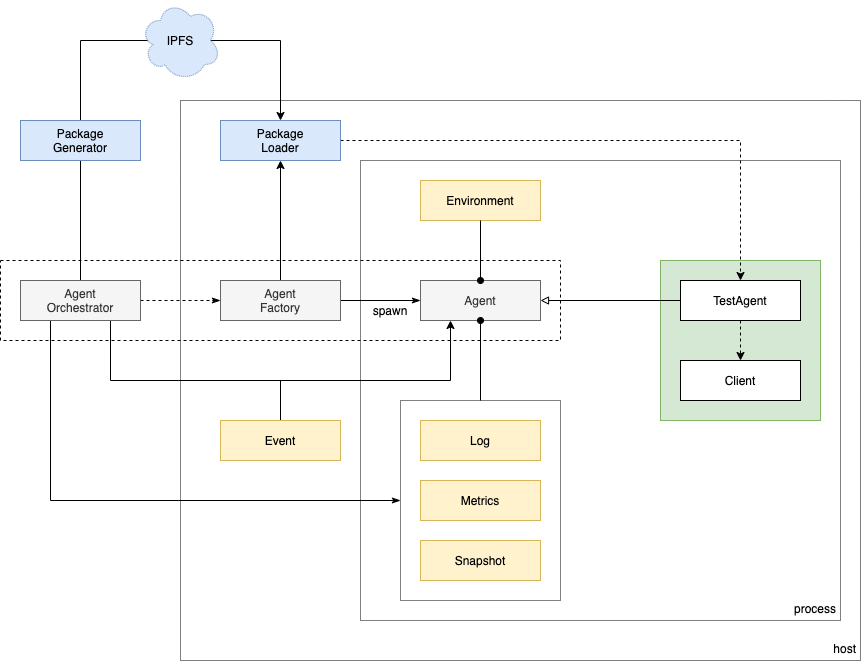 IPFS
Package
Generator
Package
Loader
Environment
Agent
Orchestrator
Agent
Factory
spawn
Agent
TestAgent
Client
Event
Log
Metrics
Snapshot
process
host